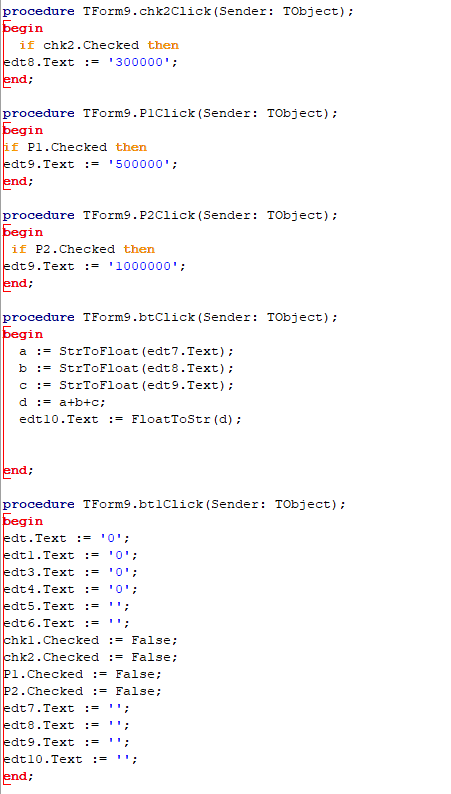 procedure TForm9.chk2Click(Sender: TObject);
begin
  if chk2.Checked then
edt8.Text := '300000';
end;

procedure TForm9.P1Click(Sender: TObject);
begin
if P1.Checked then
edt9.Text := '500000';
end;

procedure TForm9.P2Click(Sender: TObject);
begin
 if P2.Checked then
edt9.Text := '1000000';
end;

procedure TForm9.btClick(Sender: TObject);
begin
  a := StrToFloat(edt7.Text);
  b := StrToFloat(edt8.Text);
  c := StrToFloat(edt9.Text);
  d := a+b+c;
  edt10.Text := FloatToStr(d);

end;

procedure TForm9.bt1Click(Sender: TObject);
begin
edt.Text := '0';
edt1.Text := '0';
edt3.Text := '0';
edt4.Text := '0';
edt5.Text := '';
edt6.Text := '';
chk1.Checked := False;
chk2.Checked := False;
P1.Checked := False;
P2.Checked := False;
edt7.Text := '';
edt8.Text := '';
edt9.Text := '';
edt10.Text := '';
end;